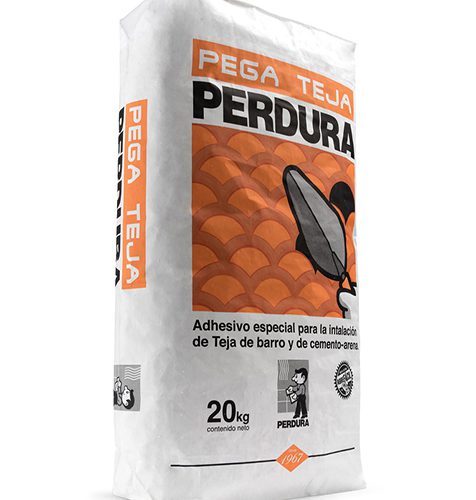 PEGA TEJA
PERDURA
Adhesivo especial para la intalación
de Teja de barro y de cemento-arena.
20kg
contenido neto
PERDURA
1967
PEGA TEJA
PERDURA